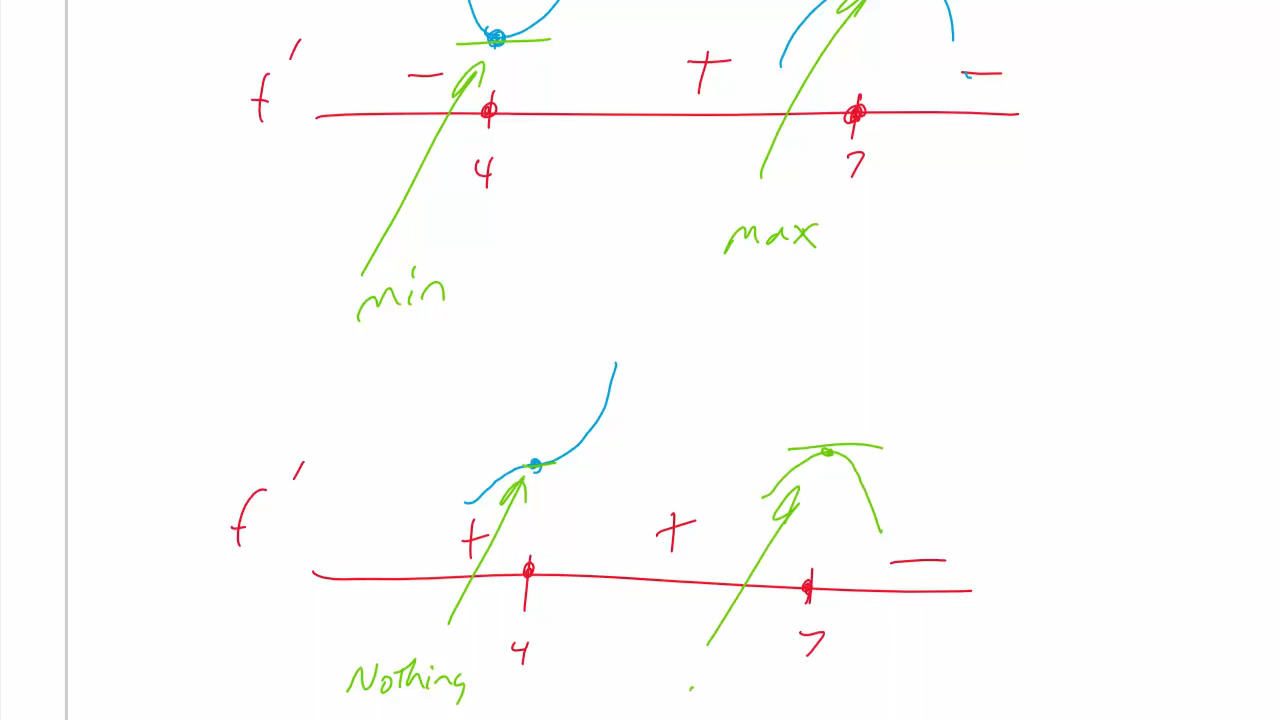 f' - + -
4 7
max
min
f' + + -
4 7
Nothing